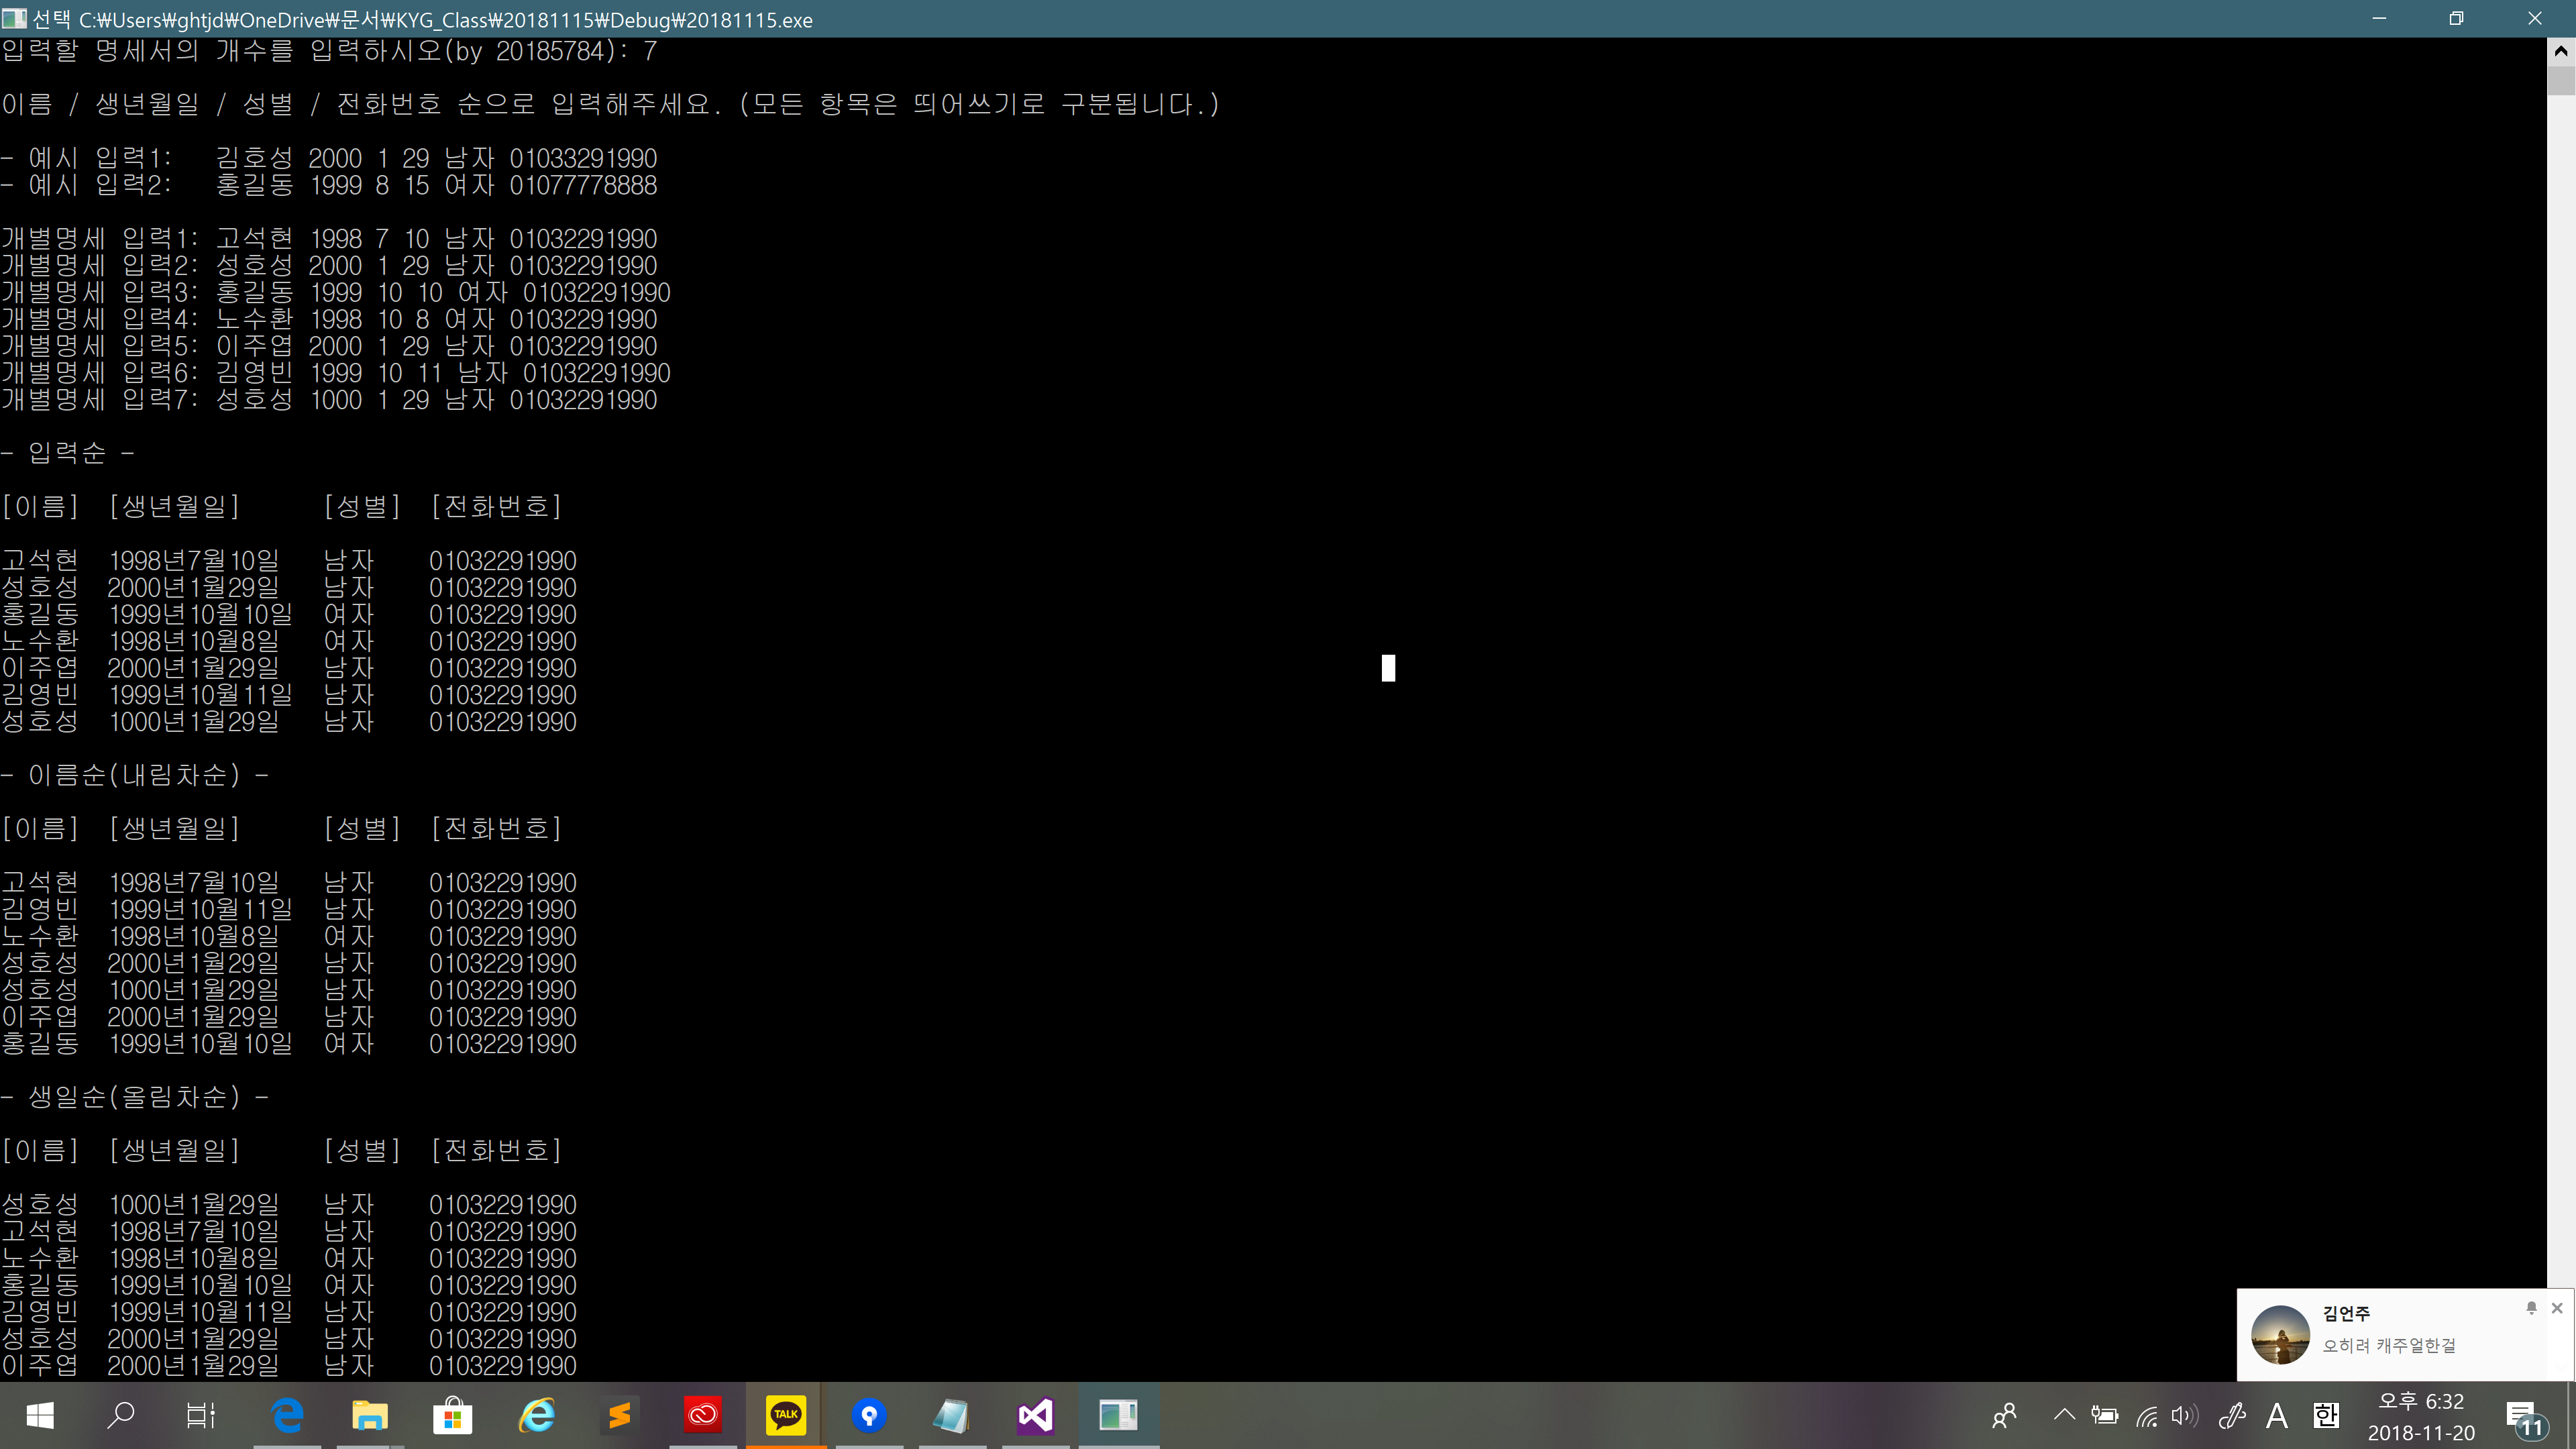 선택 C:₩Users₩ghtjd₩OneDrive₩문서₩KYG_Class₩20181115₩Debug₩20181115.exe
입력할 명세서의 개수를 입력하시오(by 20185784): 7
이름 / 생년월일 / 성별 / 전화번호 순으로 입력해주세요. (모든 항목은 띄어쓰기로 구분됩니다.)
- 예시 입력1: 김호성 2000 1 29 남자 01033291990
- 예시 입력2: 홍길동 1999 8 15 여자 01077778888
개별명세 입력1: 고석현 1998 7 10 남자 01032291990
개별명세 입력2: 성호성 2000 1 29 남자 01032291990
개별명세 입력3: 홍길동 1999 10 10 여자 01032291990
개별명세 입력4: 노수환 1998 10 8 여자 01032291990
개별명세 입력5: 이주엽 2000 1 29 남자 01032291990
개별명세 입력6: 김영빈 1999 10 11 남자 01032291990
개별명세 입력7: 성호성 1000 1 29 남자 01032291990
- 입력순 -
[이름] [생년월일] [성별] [전화번호]
고석현 1998년7월10일 남자 01032291990
성호성 2000년1월29일 남자 01032291990
홍길동 1999년10월10일 여자 01032291990
노수환 1998년10월8일 여자 01032291990
이주엽 2000년1월29일 남자 01032291990
김영빈 1999년10월11일 남자 01032291990
성호성 1000년1월29일 남자 01032291990
- 이름순(내림차순) -
[이름] [생년월일] [성별] [전화번호]
고석현 1998년7월10일 남자 01032291990
김영빈 1999년10월11일 남자 01032291990
노수환 1998년10월8일 여자 01032291990
성호성 2000년1월29일 남자 01032291990
성호성 1000년1월29일 남자 01032291990
이주엽 2000년1월29일 남자 01032291990
홍길동 1999년10월10일 여자 01032291990
- 생일순(올림차순) -
[이름] [생년월일] [성별] [전화번호]
성호성 1000년1월29일 남자 01032291990
고석현 1998년7월10일 남자 01032291990
노수환 1998년10월8일 여자 01032291990
홍길동 1999년10월10일 여자 01032291990
김영빈 1999년10월11일 남자 01032291990
성호성 2000년1월29일 남자 01032291990
이주엽 2000년1월29일 남자 01032291990
김언주
오히려 캐주얼한걸
TALK
A 한
오후 6:32
2018-11-20
11